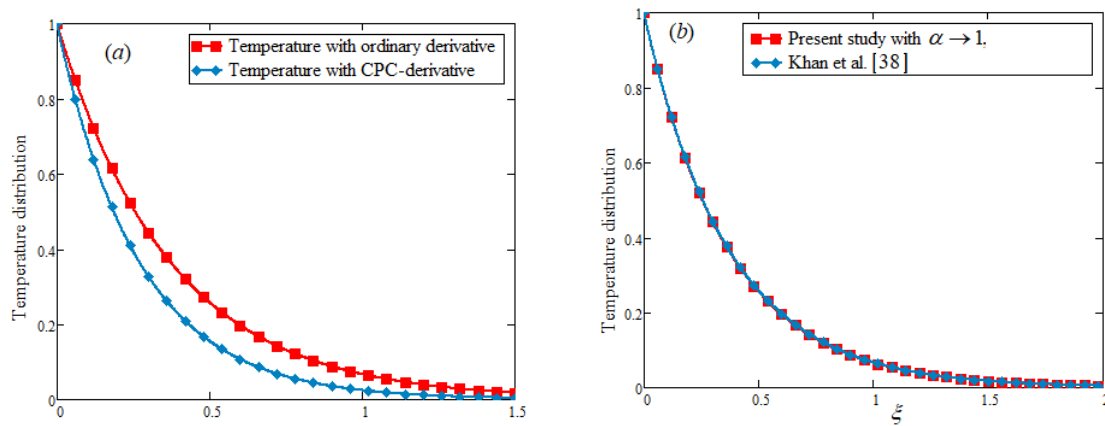 (a)
Temperature with ordinary derivative
Temperature with CPC-derivative
Temperature distribution
1
0.8
0.6
0.4
0.2
0
0
0.5
1
1.5
(b)
Present study with α → 1,
Khan et al. [38]
Temperature distribution
1
0.8
0.6
0.4
0.2
0
0
0.5
1
1.5
2
ξ